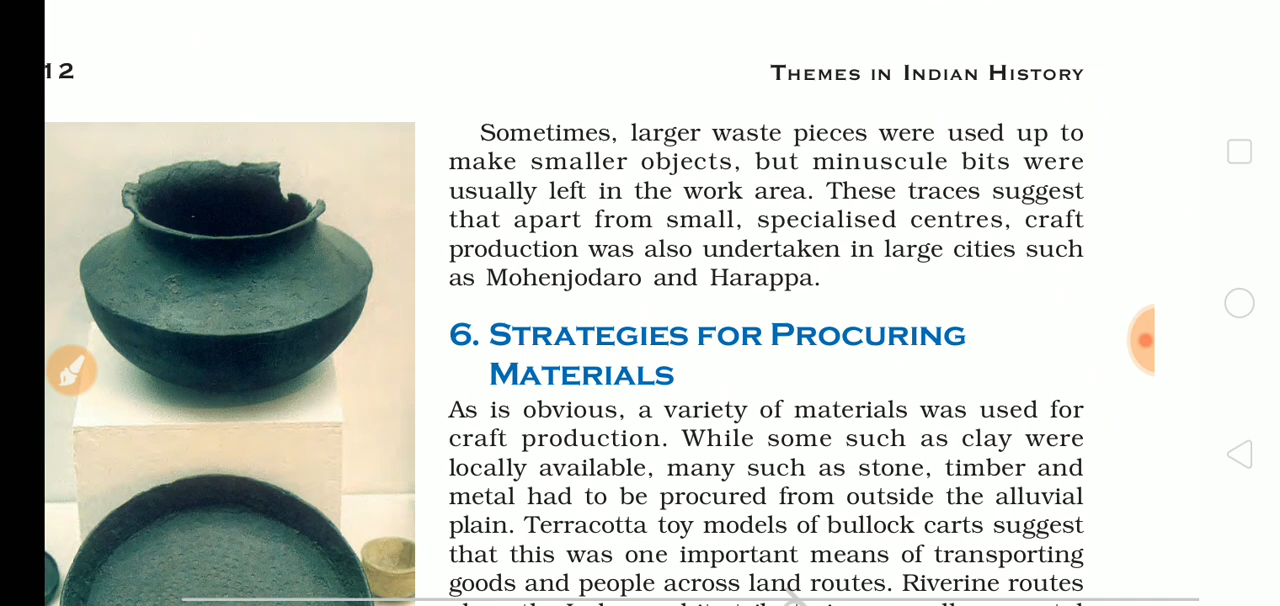 12
THEMES IN INDIAN HISTORY
Sometimes, larger waste pieces were used up to
make smaller objects, but minuscule bits were
usually left in the work area. These traces suggest
that apart from small, specialised centres, craft
production was also undertaken in large cities such
as Mohenjodaro and Harappa.
6. STRATEGIES FOR PROCURING
MATERIALS
As is obvious, a variety of materials was used for
craft production. While some such as clay were
locally available, many such as stone, timber and
metal had to be procured from outside the alluvial
plain. Terracotta toy models of bullock carts suggest
that this was one important means of transporting
goods and people across land routes. Riverine routes